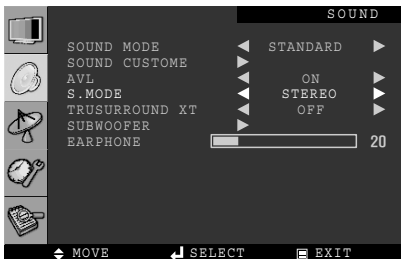 SOUND
SOUND MODE STANDARD
SOUND CUSTOME
AVL ON
S.MODE STEREO
TRUSURROUND XT OFF
SUBWOOFER
EARPHONE 20
MOVE SELECT EXIT